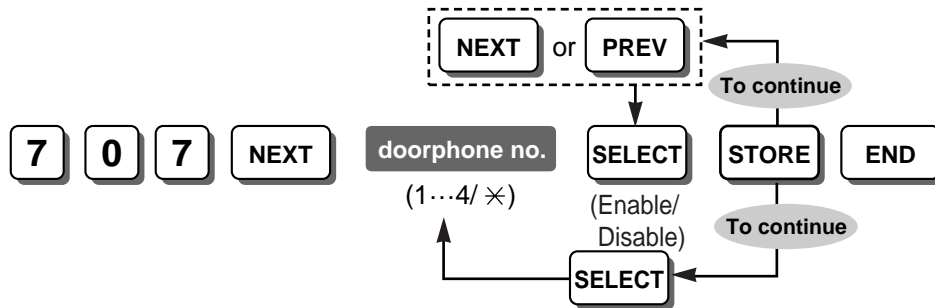 NEXT or PREV
To continue
7 0 7 NEXT doorphone no. SELECT STORE END
(1···4/ ✳) (Enable/
Disable)
To continue
SELECT